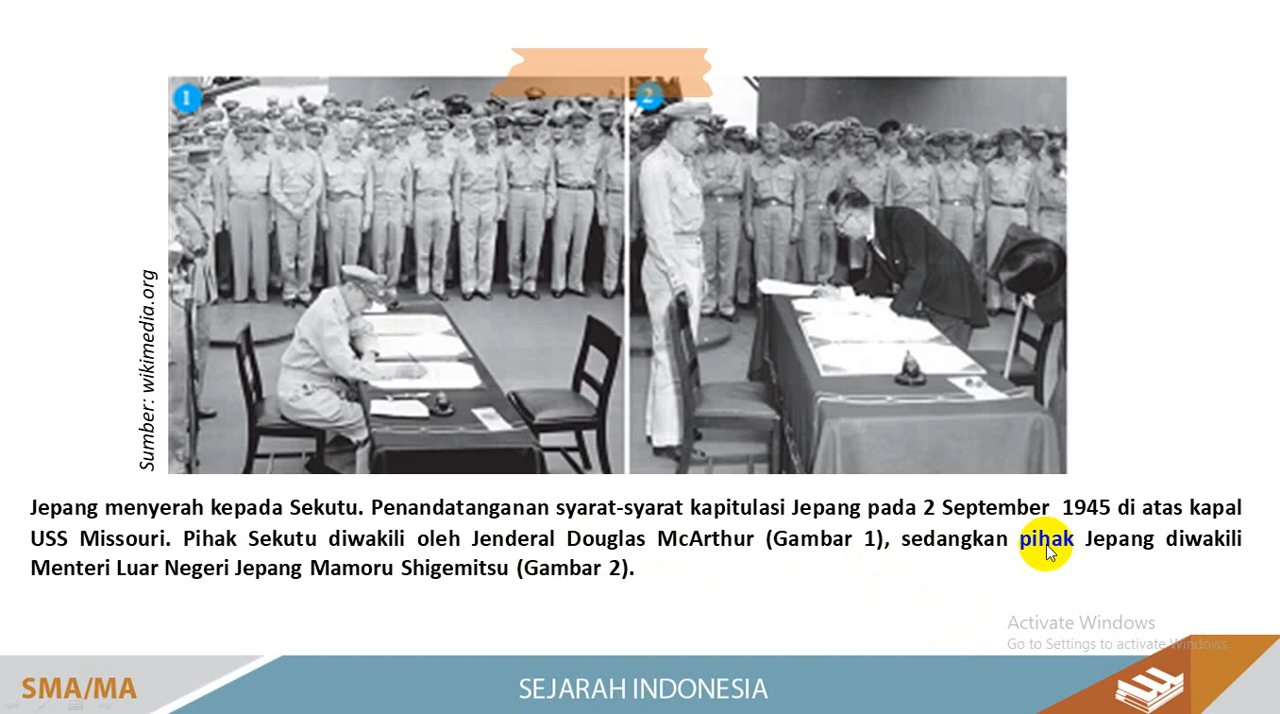 1
2
Sumber: wikimedia.org
Jepang menyerah kepada Sekutu. Penandatanganan syarat-syarat kapitulasi Jepang pada 2 September 1945 di atas kapal
USS Missouri. Pihak Sekutu diwakili oleh Jenderal Douglas McArthur (Gambar 1), sedangkan pihak Jepang diwakili
Menteri Luar Negeri Jepang Mamoru Shigemitsu (Gambar 2).
Activate Windows
Go to Settings to activate Windows.
SMA/MA
SEJARAH INDONESIA